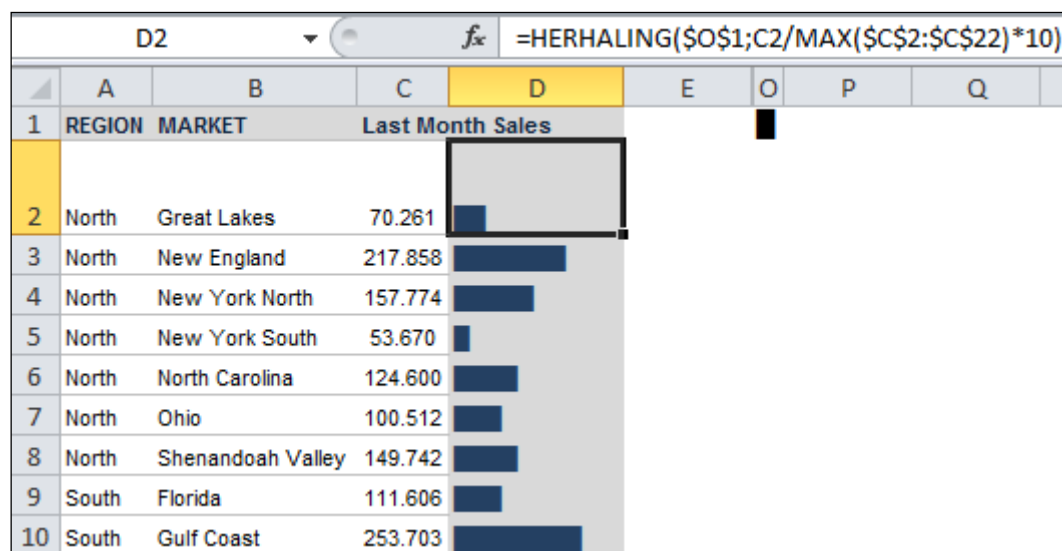 D2 fx =HERHALING($O$1;C2/MAX($C$2:$C$22)*10)
A B C D E O P Q
1 REGION MARKET Last Month Sales █
2 North Great Lakes 70.261
3 North New England 217.858
4 North New York North 157.774
5 North New York South 53.670
6 North North Carolina 124.600
7 North Ohio 100.512
8 North Shenandoah Valley 149.742
9 South Florida 111.606
10 South Gulf Coast 253.703